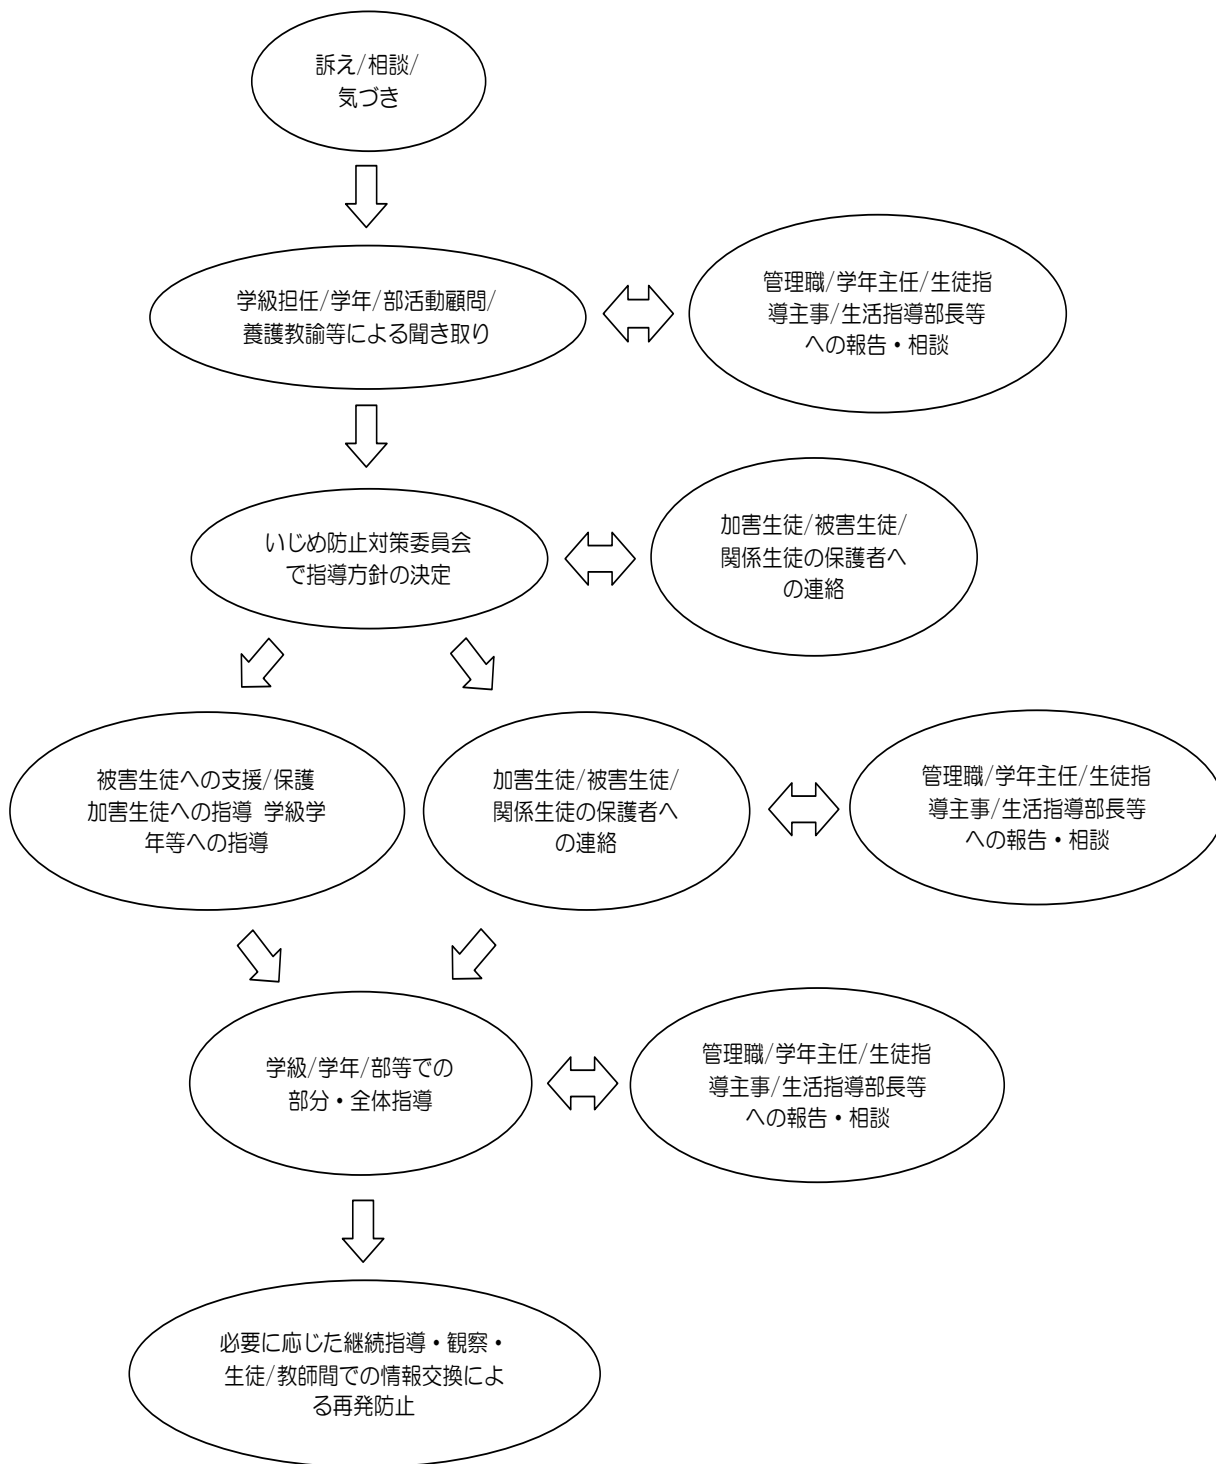 訴え/相談/
気づき
学級担任/学年/部活動顧問/
養護教諭等による聞き取り
管理職/学年主任/生徒指
導主事/生活指導部長等
への報告・相談
いじめ防止対策委員会
で指導方針の決定
加害生徒/被害生徒/
関係生徒の保護者へ
の連絡
被害生徒への支援/保護
加害生徒への指導 学級学
年等への指導
加害生徒/被害生徒/
関係生徒の保護者へ
の連絡
管理職/学年主任/生徒指
導主事/生活指導部長等
への報告・相談
学級/学年/部等での
部分・全体指導
管理職/学年主任/生徒指
導主事/生活指導部長等
への報告・相談
必要に応じた継続指導・観察・
生徒/教師間での情報交換によ
る再発防止